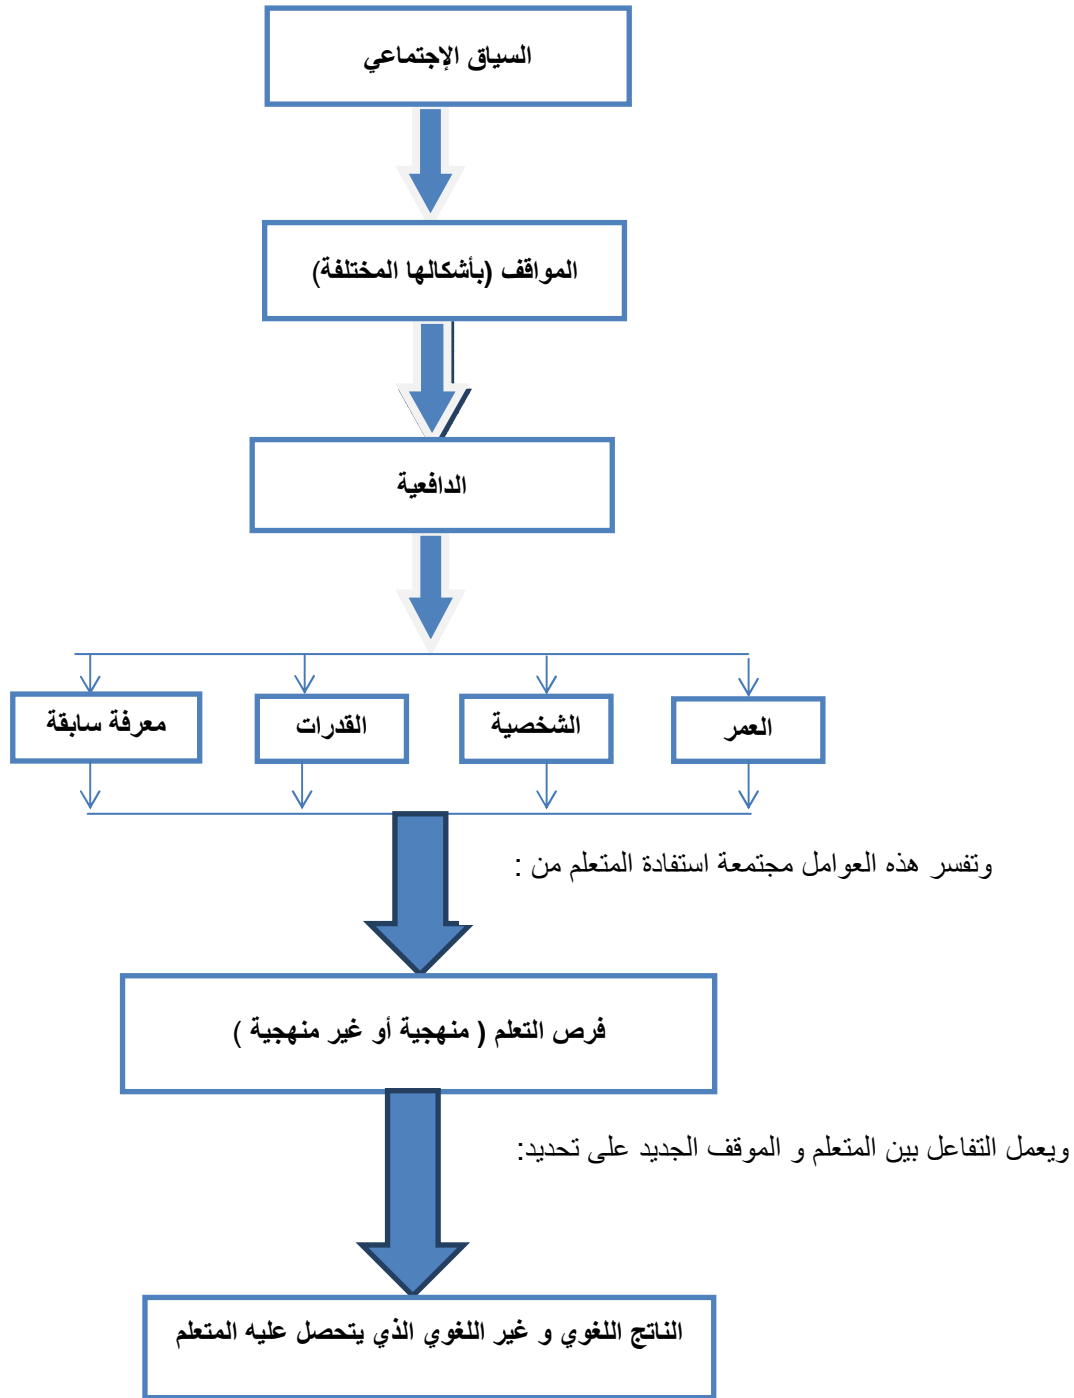 السياق الإجتماعي
المواقف (بأشكالها المختلفة)
الدافعية
العمر
الشخصية
القدرات
معرفة سابقة
وتفسر هذه العوامل مجتمعة استفادة المتعلم من :
فرص التعلم ( منهجية أو غير منهجية )
ويعمل التفاعل بين المتعلم و الموقف الجديد على تحديد:
الناتج اللغوي و غير اللغوي الذي يتحصل عليه المتعلم